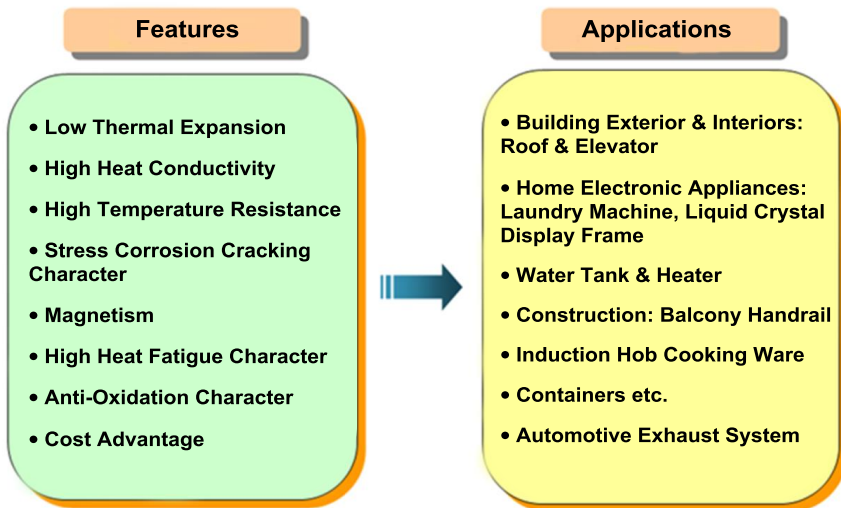 Features
• Low Thermal Expansion
• High Heat Conductivity
• High Temperature Resistance
• Stress Corrosion Cracking
Character
• Magnetism
• High Heat Fatigue Character
• Anti-Oxidation Character
• Cost Advantage
Applications
• Building Exterior & Interiors:
Roof & Elevator
• Home Electronic Appliances:
Laundry Machine, Liquid Crystal
Display Frame
• Water Tank & Heater
• Construction: Balcony Handrail
• Induction Hob Cooking Ware
• Containers etc.
• Automotive Exhaust System